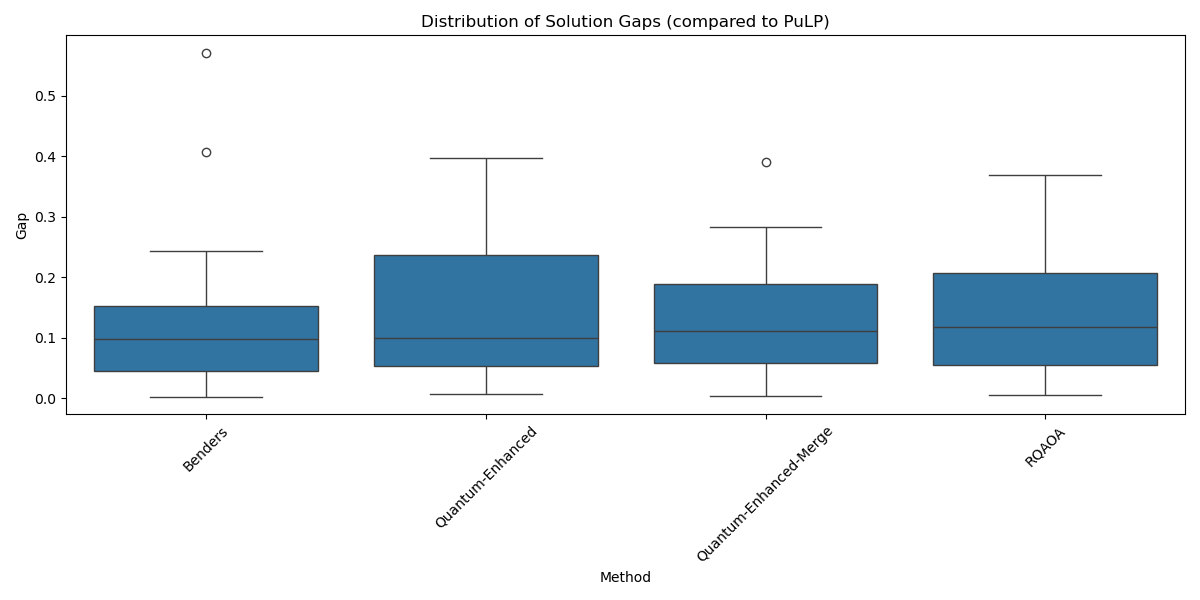 Distribution of Solution Gaps (compared to PuLP)
0.5
0.4
0.3
0.2
0.1
0.0
Gap
Benders
Quantum-Enhanced
Quantum-Enhanced-Merge
RQAOA
Method